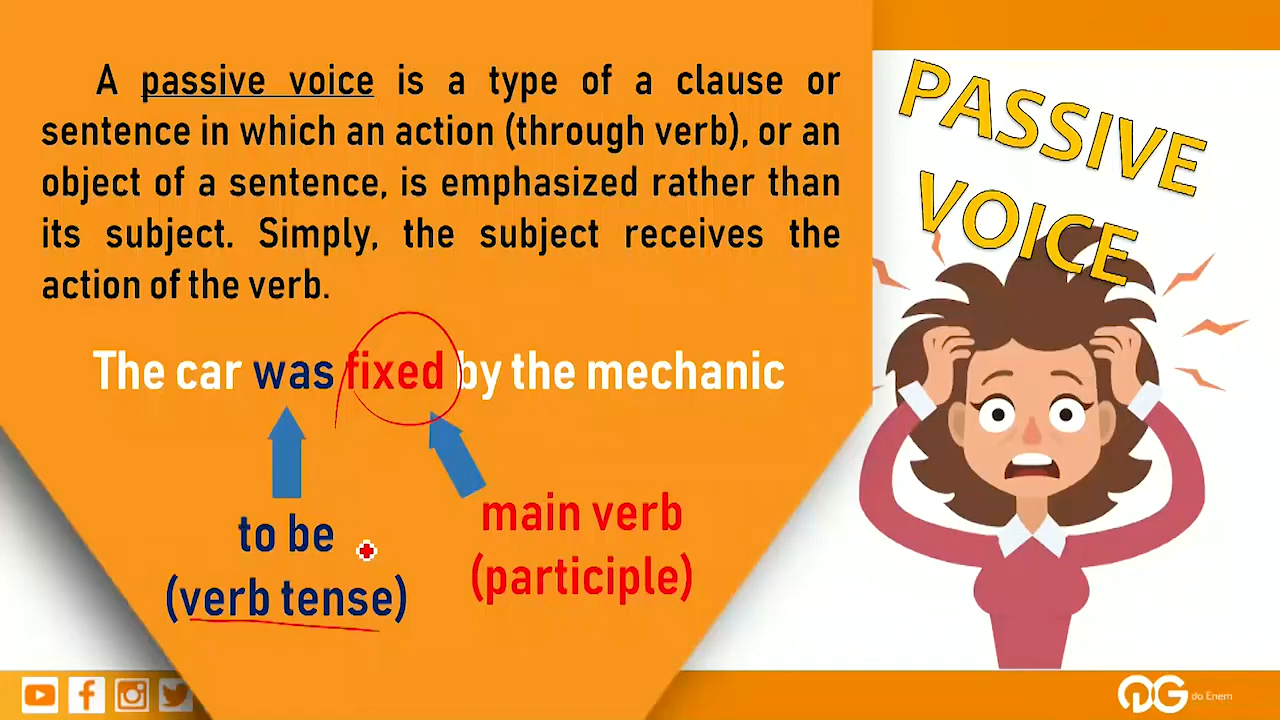 A passive voice is a type of a clause or
sentence in which an action (through verb), or an
object of a sentence, is emphasized rather than
its subject. Simply, the subject receives the
action of the verb.
PASSIVE
VOICE
The car was fixed by the mechanic
to be
(verb tense)
main verb
(participle)
QG do Enem